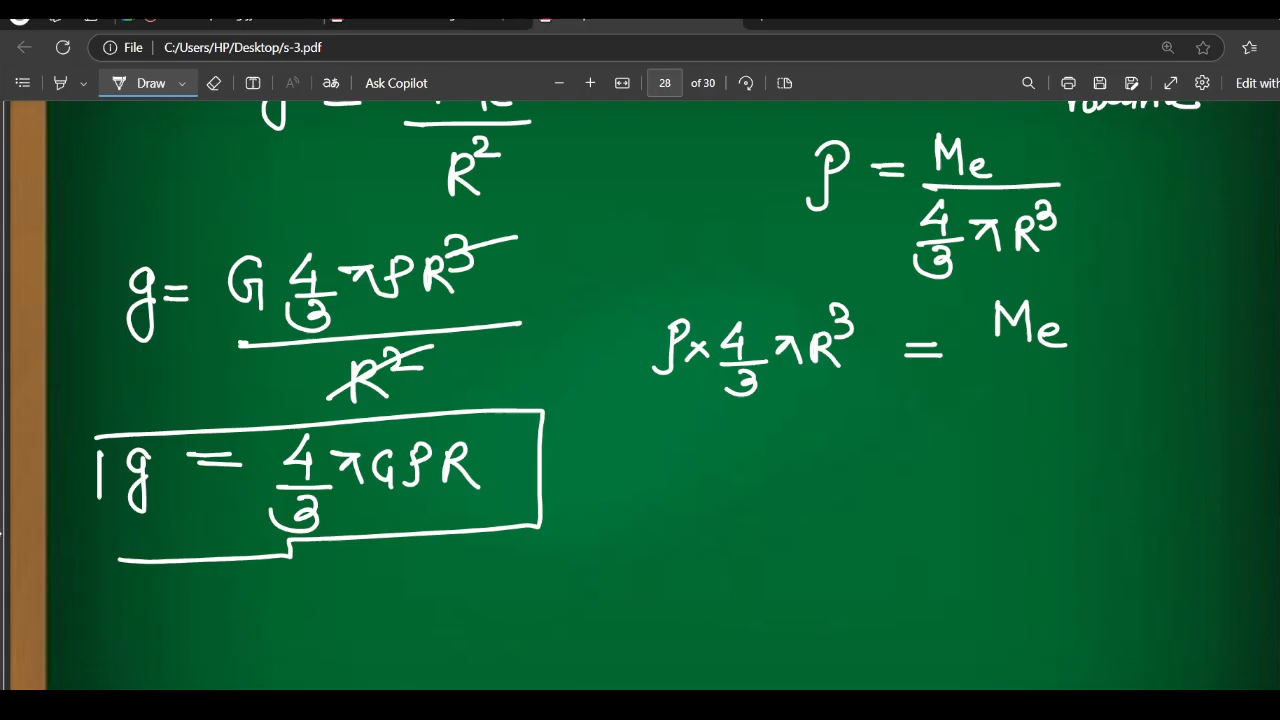 File C:/Users/HP/Desktop/s-3.pdf
Draw Ask Copilot 28 of 30 Edit with
R²
ρ = Me / (4/3 π R³)
g = G 4/3 π ρ R³ / R²
ρ × 4/3 π R³ = Me
g = 4/3 π G ρ R